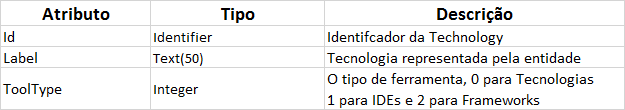 Atributo Tipo Descrição
Id Identifier Identifcador da Technology
Label Text(50) Tecnologia representada pela entidade
ToolType Integer O tipo de ferramenta, 0 para Tecnologias
1 para IDEs e 2 para Frameworks